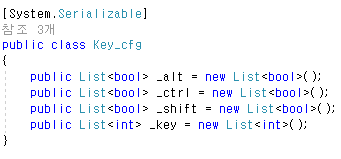 [System.Serializable]
참조 3개
public class Key_cfg
{
    public List<bool> _alt = new List<bool>();
    public List<bool> _ctrl = new List<bool>();
    public List<bool> _shift = new List<bool>();
    public List<int> _key = new List<int>();
}